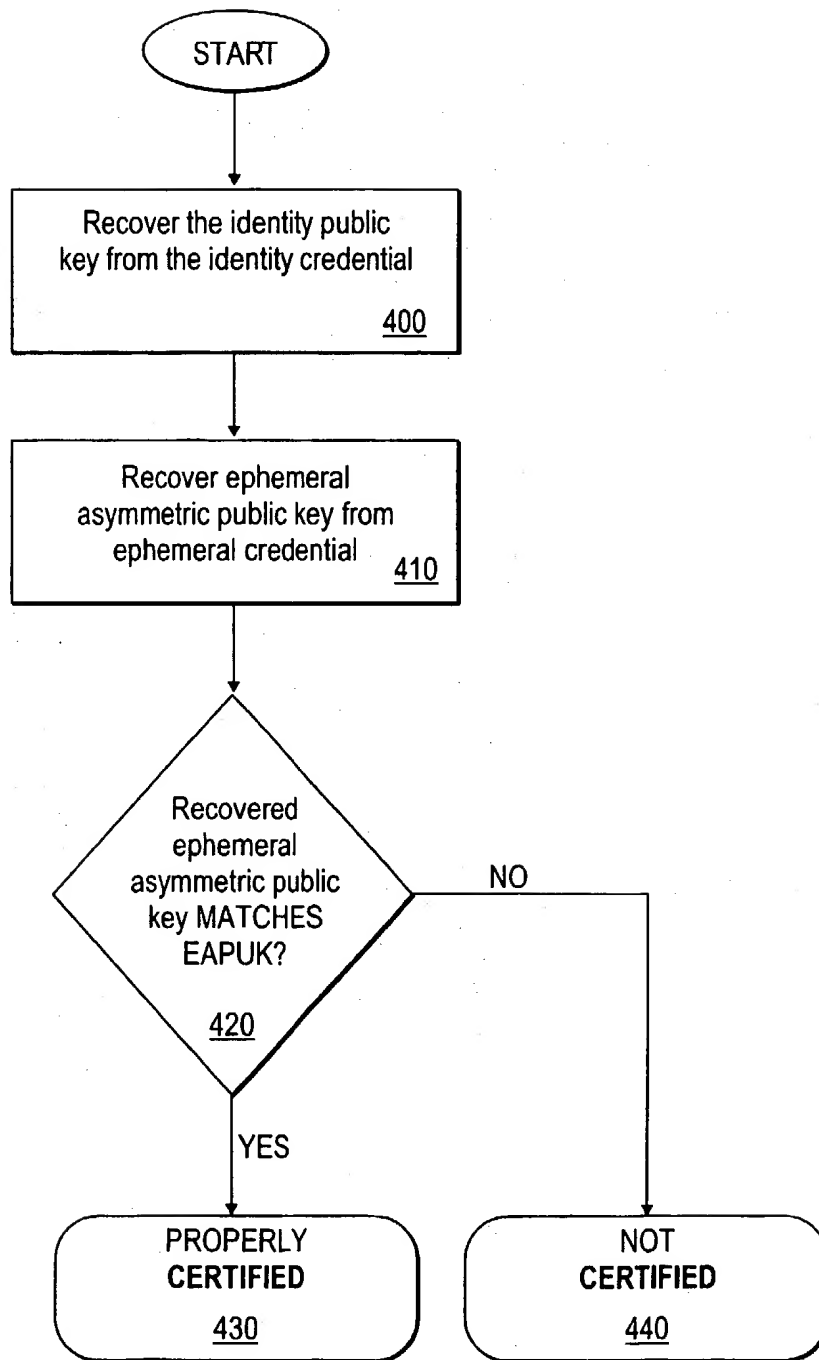 START
Recover the identity public
key from the identity credential
400
Recover ephemeral
asymmetric public key from
ephemeral credential
410
Recovered
ephemeral
asymmetric public
key MATCHES
EAPUK?
420
NO
YES
PROPERLY
CERTIFIED
430
NOT
CERTIFIED
440